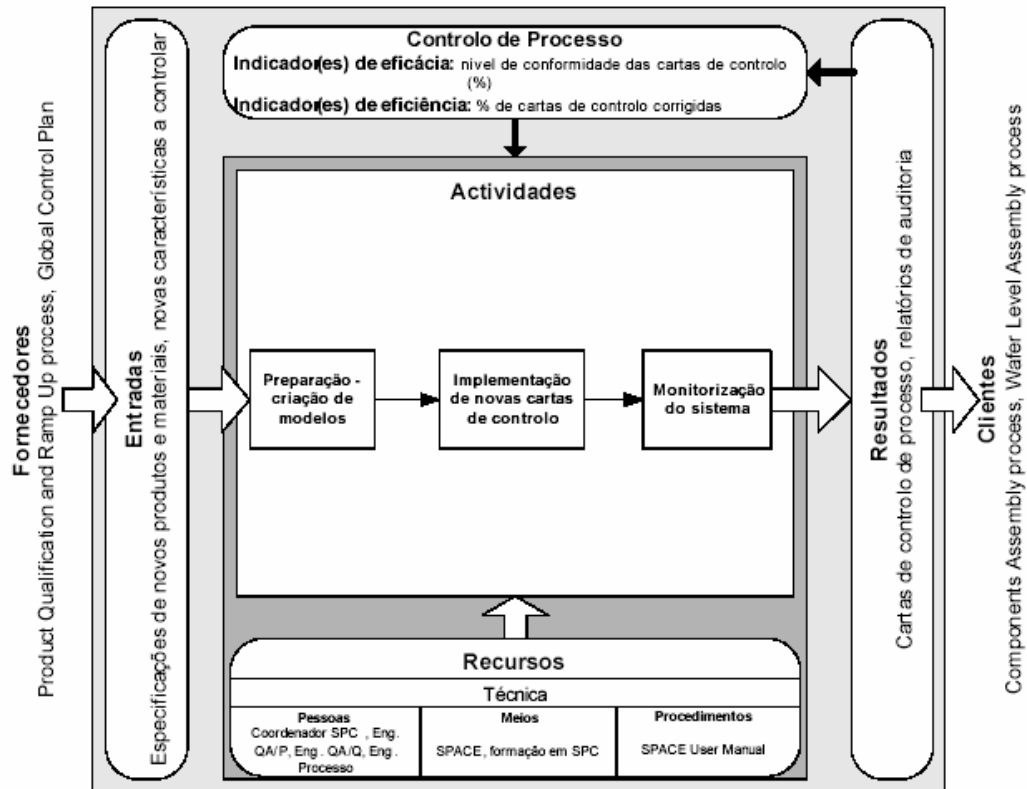 Controlo de Processo
Indicador(es) de eficácia: nível de conformidade das cartas de controlo
(%)
Indicador(es) de eficiência: % de cartas de controlo corrigidas
Fornecedores
Product Qualification and Ramp Up process, Global Control Plan
Entradas
Especificações de novos produtos e materiais, novas características a controlar
Actividades
Preparação -
criação de
modelos
Implementação
de novas cartas
de controlo
Monitorização
do sistema
Resultados
Cartas de controlo de processo, relatórios de auditoria
Clientes
Components Assembly process, Wafer Level Assembly process
Recursos
Técnica
Pessoas
Coordenador SPC , Eng.
QA/P, Eng. QA/Q, Eng.
Processo
Meios
SPACE, formação em SPC
Procedimentos
SPACE User Manual